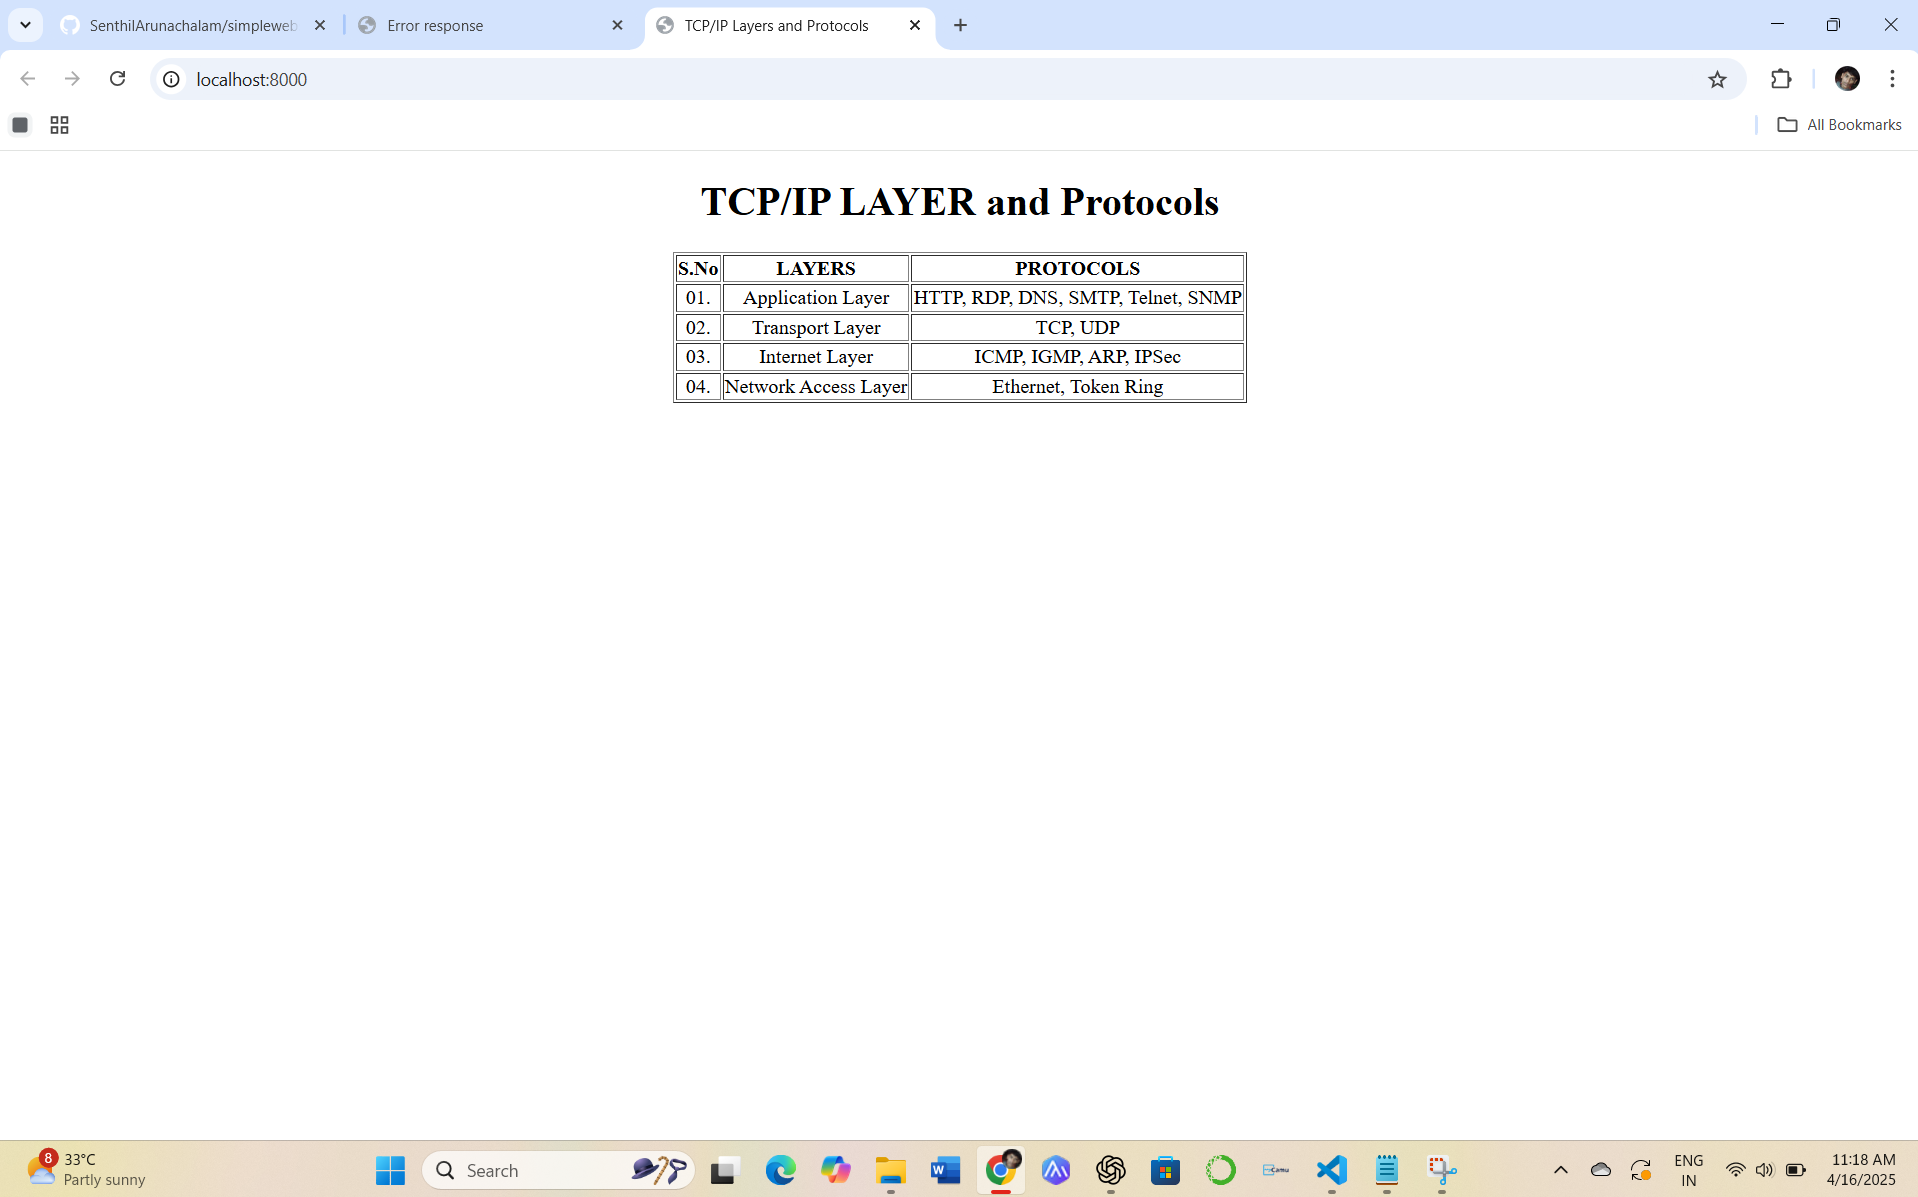 SenthilArunachalam/simpleweb
Error response
TCP/IP Layers and Protocols
localhost:8000
All Bookmarks
TCP/IP LAYER and Protocols
S.No LAYERS PROTOCOLS
01. Application Layer HTTP, RDP, DNS, SMTP, Telnet, SNMP
02. Transport Layer TCP, UDP
03. Internet Layer ICMP, IGMP, ARP, IPSec
04. Network Access Layer Ethernet, Token Ring
8
33°C
Partly sunny
Search
W
Camu
ENG
IN
11:18 AM
4/16/2025